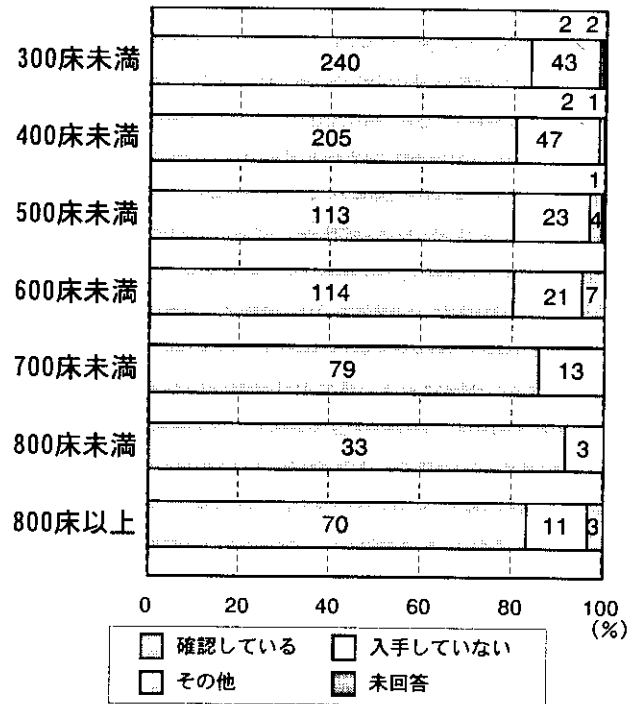 2 2
300床未満 240 43
2 1
400床未満 205 47
1
500床未満 113 23 4
600床未満 114 21 7
700床未満 79 13
800床未満 33 3
800床以上 70 11 3
0 20 40 60 80 100
(%)
確認している 入手していない
その他 未回答